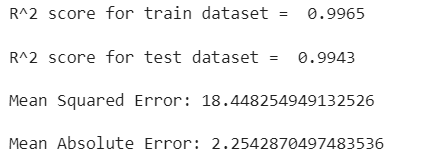 R^2 score for train dataset =  0.9965
R^2 score for test dataset =  0.9943
Mean Squared Error: 18.448254949132526
Mean Absolute Error: 2.2542870497483536